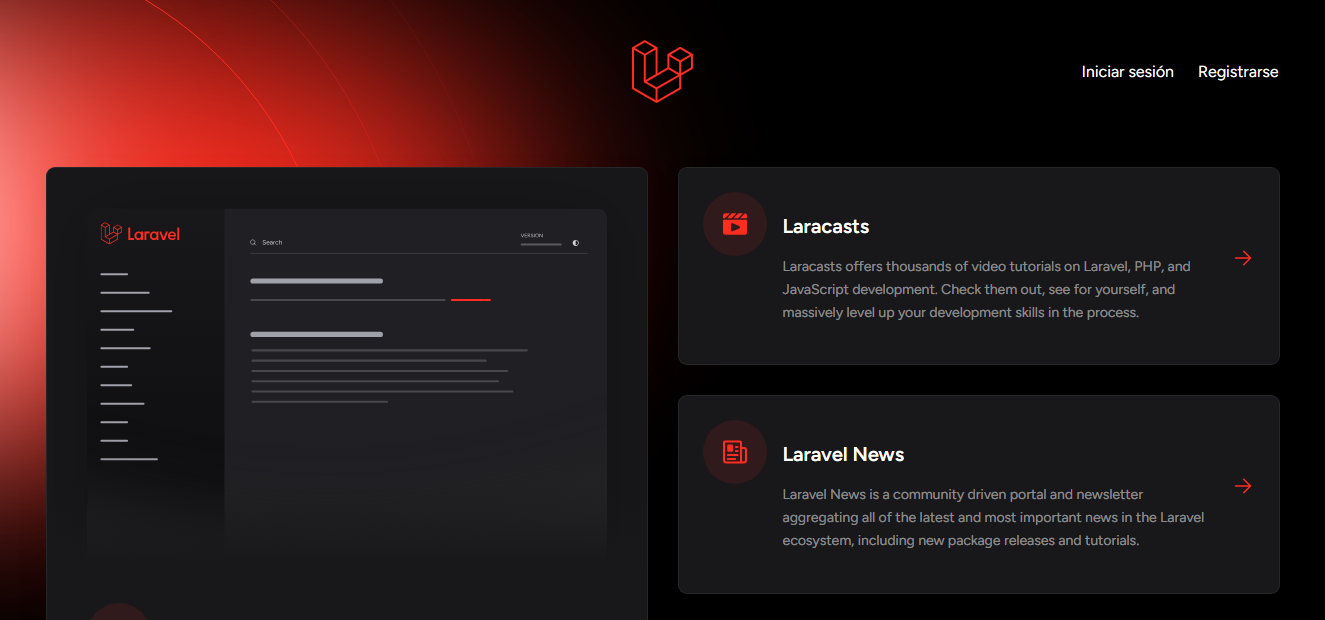 Iniciar sesión Registrarse
Laravel
Search
VERSION
Laracasts
Laracasts offers thousands of video tutorials on Laravel, PHP, and
JavaScript development. Check them out, see for yourself, and
massively level up your development skills in the process.
Laravel News
Laravel News is a community driven portal and newsletter
aggregating all of the latest and most important news in the Laravel
ecosystem, including new package releases and tutorials.